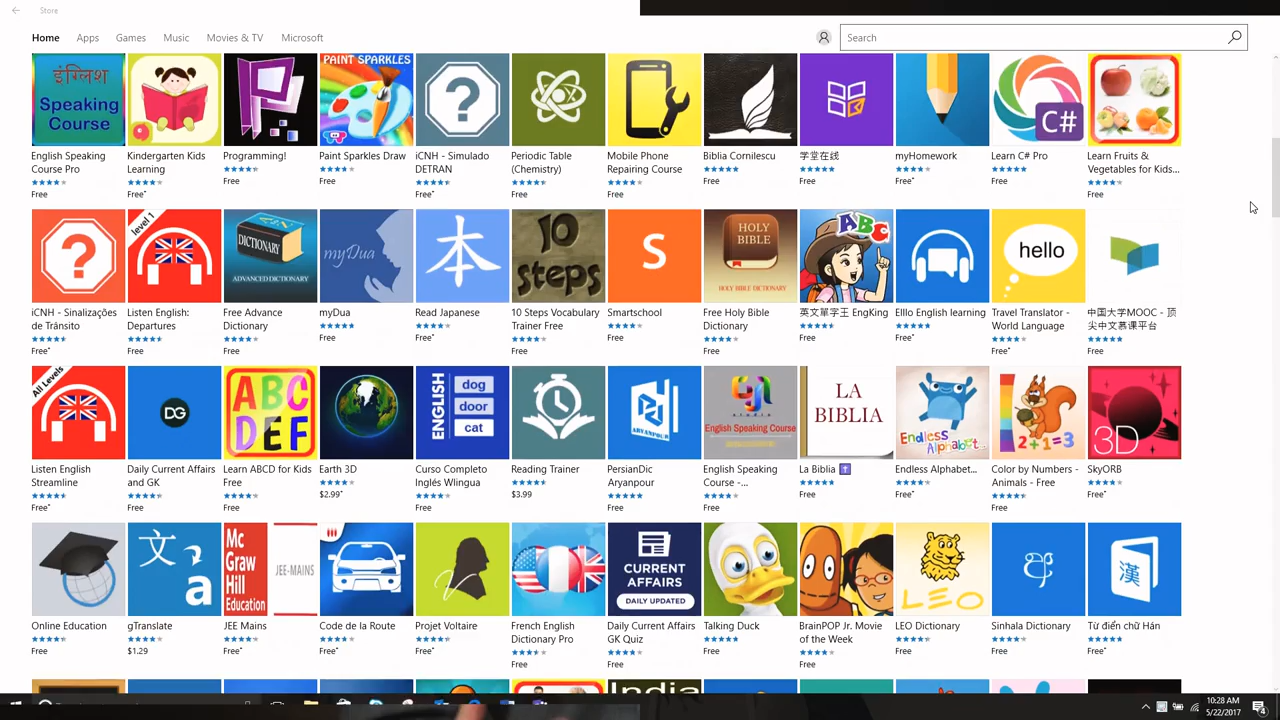 Store
Home Apps Games Music Movies & TV Microsoft Search
इंग्लिश
Speaking
Course
PAINT SPARKLES
C#
English Speaking
Course Pro
Free
Kindergarten Kids
Learning
Free*
Programming!
Free
Paint Sparkles Draw
Free*
iCNH - Simulado
DETRAN
Free*
Periodic Table
(Chemistry)
Free
Mobile Phone
Repairing Course
Free
Biblia Cornilescu
Free
学堂在线
Free
myHomework
Free*
Learn C# Pro
Free
Learn Fruits &
Vegetables for Kids...
Free
level 1
DICTIONARY
ADVANCED DICTIONARY
myDua
本
10
steps
S
HOLY
BIBLE
HOLY BIBLE DICTIONARY
ABC
hello
iCNH - Sinalizações
de Trânsito
Free*
Listen English:
Departures
Free
Free Advance
Dictionary
Free
myDua
Free
Read Japanese
Free
10 Steps Vocabulary
Trainer Free
Free
Smartschool
Free
Free Holy Bible
Dictionary
Free
英文單字王 EngKing
Free
Elllo English learning
Free
Travel Translator -
World Language
Free*
中国大学MOOC - 顶
尖中文慕课平台
Free
All Levels
DG
ABC
DEF
ENGLISH
dog
door
cat
ARYANPOUR
studio
English Speaking Course
LA
BIBLIA
Endless
Alphabet
2+1=3
3D
Listen English
Streamline
Free*
Daily Current Affairs
and GK
Free
Learn ABCD for Kids
Free
Free
Earth 3D
$2.99*
Curso Completo
Inglés Wlingua
Free
Reading Trainer
$3.99
PersianDic
Aryanpour
Free
English Speaking
Course -...
Free
La Biblia
Free
Endless Alphabet...
Free*
Color by Numbers -
Animals - Free
Free
SkyORB
Free*
文
a
Mc
Graw
Hill
Education
JEE-MAINS
V
CURRENT
AFFAIRS
DAILY UPDATED
LEO
漢
Online Education
Free
gTranslate
$1.29
JEE Mains
Free*
Code de la Route
Free*
Projet Voltaire
Free*
French English
Dictionary Pro
Free
Daily Current Affairs
GK Quiz
Free
Talking Duck
Free
BrainPOP Jr. Movie
of the Week
Free
LEO Dictionary
Free
Sinhala Dictionary
Free
Từ điển chữ Hán
Free
India
10:28 AM
5/22/2017
4